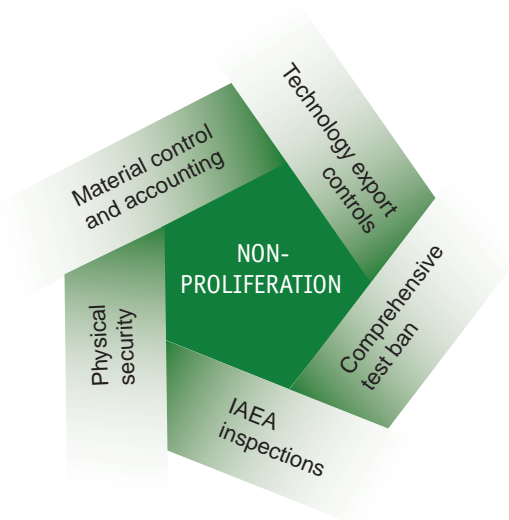 Technology export
controls
Material control
and accounting
NON-
PROLIFERATION
Comprehensive
test ban
Physical
security
IAEA
inspections